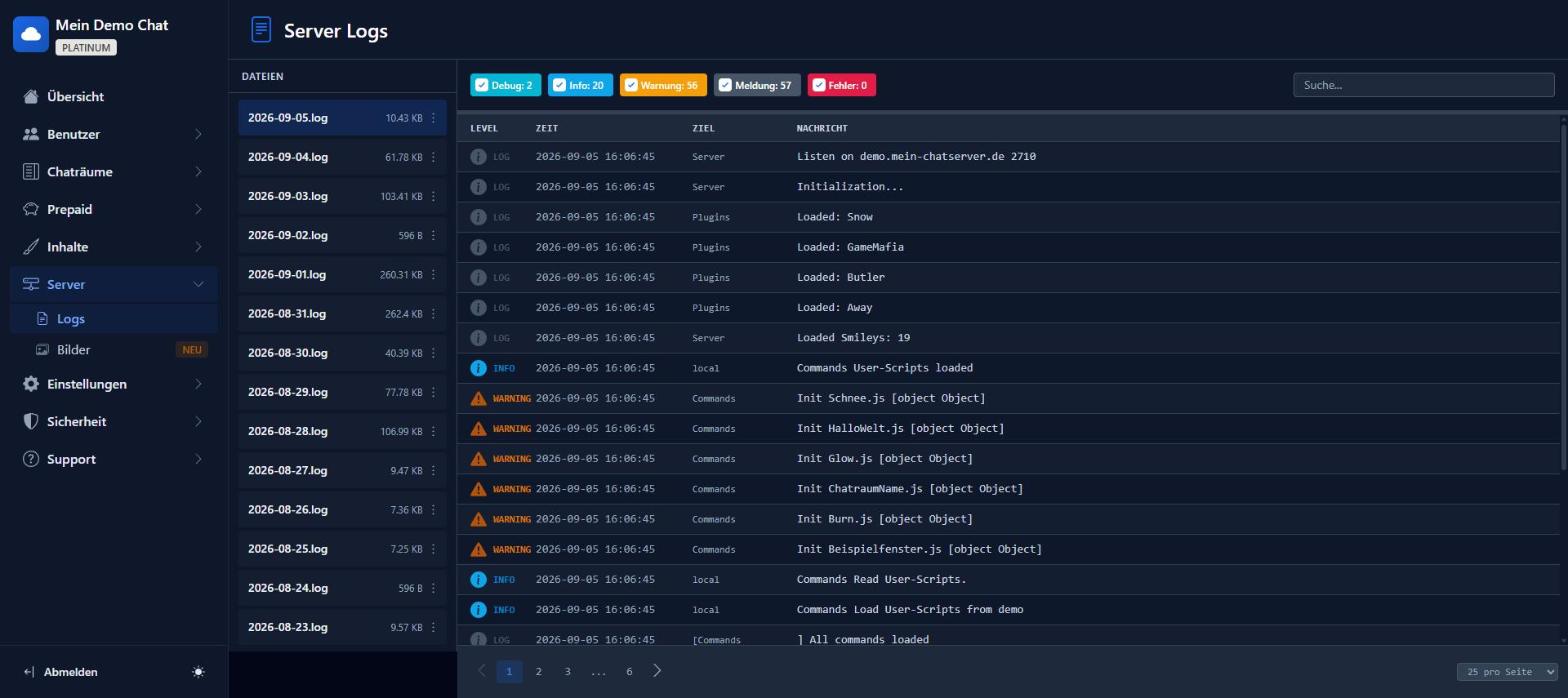 Mein Demo Chat
PLATINUM
Übersicht
Benutzer
Chaträume
Prepaid
Inhalte
Server
Logs
Bilder NEU
Einstellungen
Sicherheit
Support
Abmelden
Server Logs
DATEIEN
2026-09-05.log 10.43 KB
2026-09-04.log 61.78 KB
2026-09-03.log 103.41 KB
2026-09-02.log 596 B
2026-09-01.log 260.31 KB
2026-08-31.log 262.4 KB
2026-08-30.log 40.39 KB
2026-08-29.log 77.78 KB
2026-08-28.log 106.99 KB
2026-08-27.log 9.47 KB
2026-08-26.log 7.36 KB
2026-08-25.log 7.25 KB
2026-08-24.log 596 B
2026-08-23.log 9.57 KB
Debug: 2 Info: 20 Warnung: 56 Meldung: 57 Fehler: 0 Suche...
LEVEL ZEIT ZIEL NACHRICHT
LOG 2026-09-05 16:06:45 Server Listen on demo.mein-chatserver.de 2710
LOG 2026-09-05 16:06:45 Server Initialization...
LOG 2026-09-05 16:06:45 Plugins Loaded: Snow
LOG 2026-09-05 16:06:45 Plugins Loaded: GameMafia
LOG 2026-09-05 16:06:45 Plugins Loaded: Butler
LOG 2026-09-05 16:06:45 Plugins Loaded: Away
LOG 2026-09-05 16:06:45 Server Loaded Smileys: 19
INFO 2026-09-05 16:06:45 local Commands User-Scripts loaded
WARNING 2026-09-05 16:06:45 Commands Init Schnee.js [object Object]
WARNING 2026-09-05 16:06:45 Commands Init HalloWelt.js [object Object]
WARNING 2026-09-05 16:06:45 Commands Init Glow.js [object Object]
WARNING 2026-09-05 16:06:45 Commands Init ChatraumName.js [object Object]
WARNING 2026-09-05 16:06:45 Commands Init Burn.js [object Object]
WARNING 2026-09-05 16:06:45 Commands Init Beispielfenster.js [object Object]
INFO 2026-09-05 16:06:45 local Commands Read User-Scripts.
INFO 2026-09-05 16:06:45 local Commands Load User-Scripts from demo
LOG 2026-09-05 16:06:45 [Commands ] All commands loaded
1 2 3 ... 6 25 pro Seite